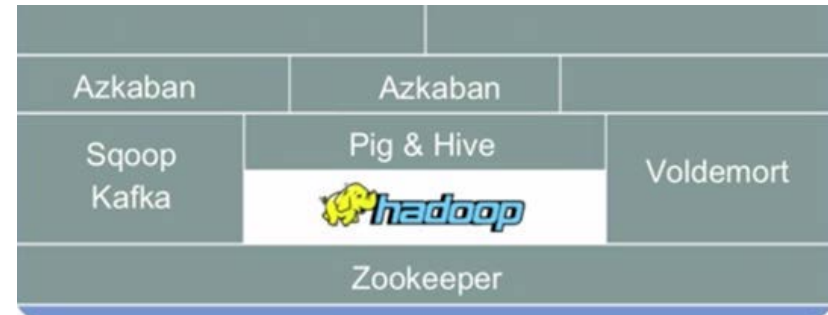 Azkaban
Azkaban
Sqoop
Kafka
Pig & Hive
hadoop
Voldemort
Zookeeper